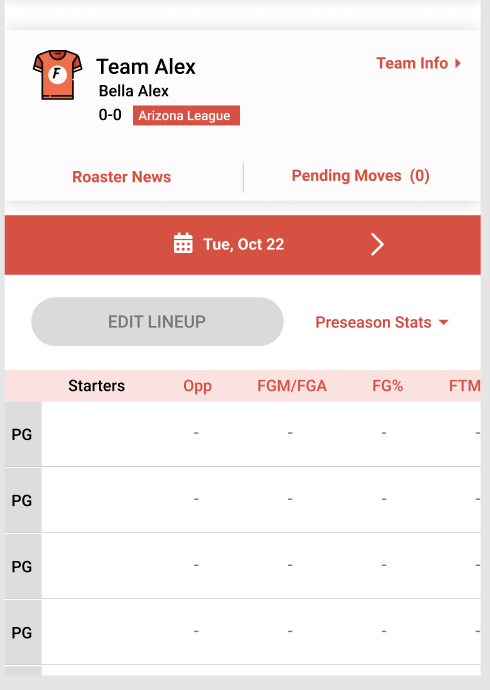 F
Team Alex
Team Info
Bella Alex
0-0 Arizona League
Roaster News
Pending Moves (0)
Tue, Oct 22
EDIT LINEUP
Preseason Stats
Starters Opp FGM/FGA FG% FTM
PG - - - -
PG - - - -
PG - - - -
PG - - - -